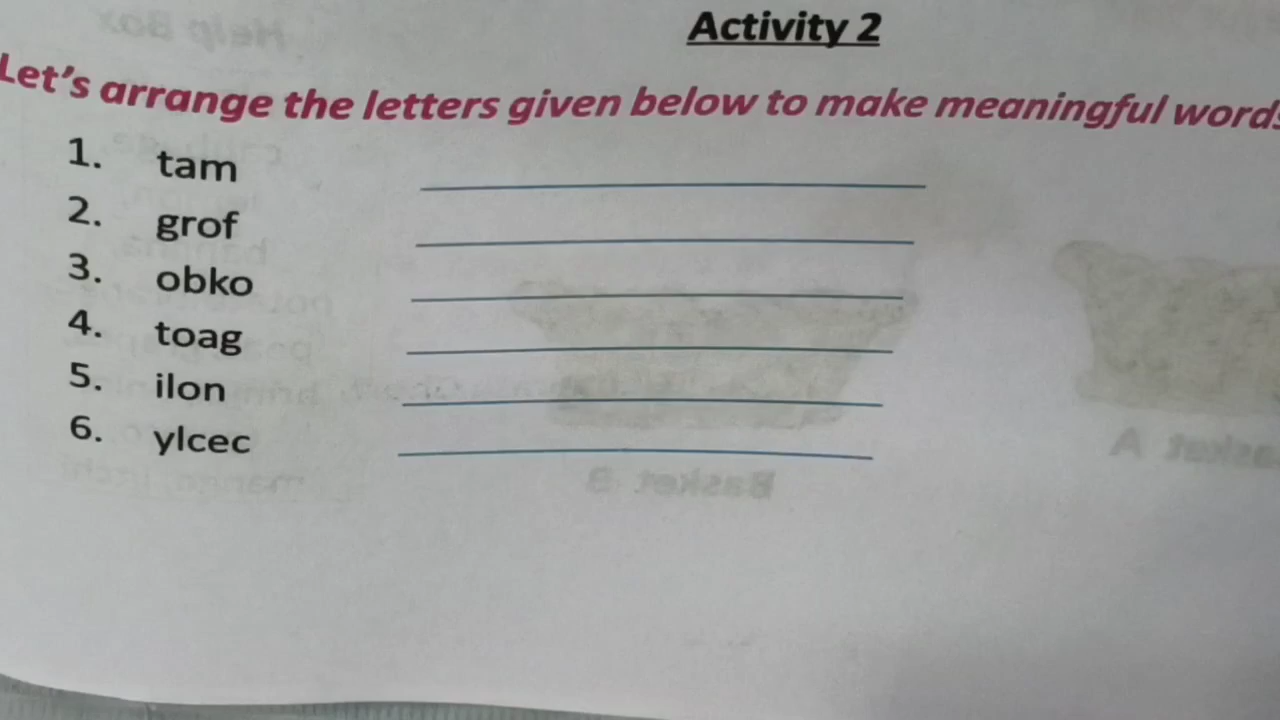 Activity 2
Let's arrange the letters given below to make meaningful words
1. tam
2. grof
3. obko
4. toag
5. ilon
6. ylcec